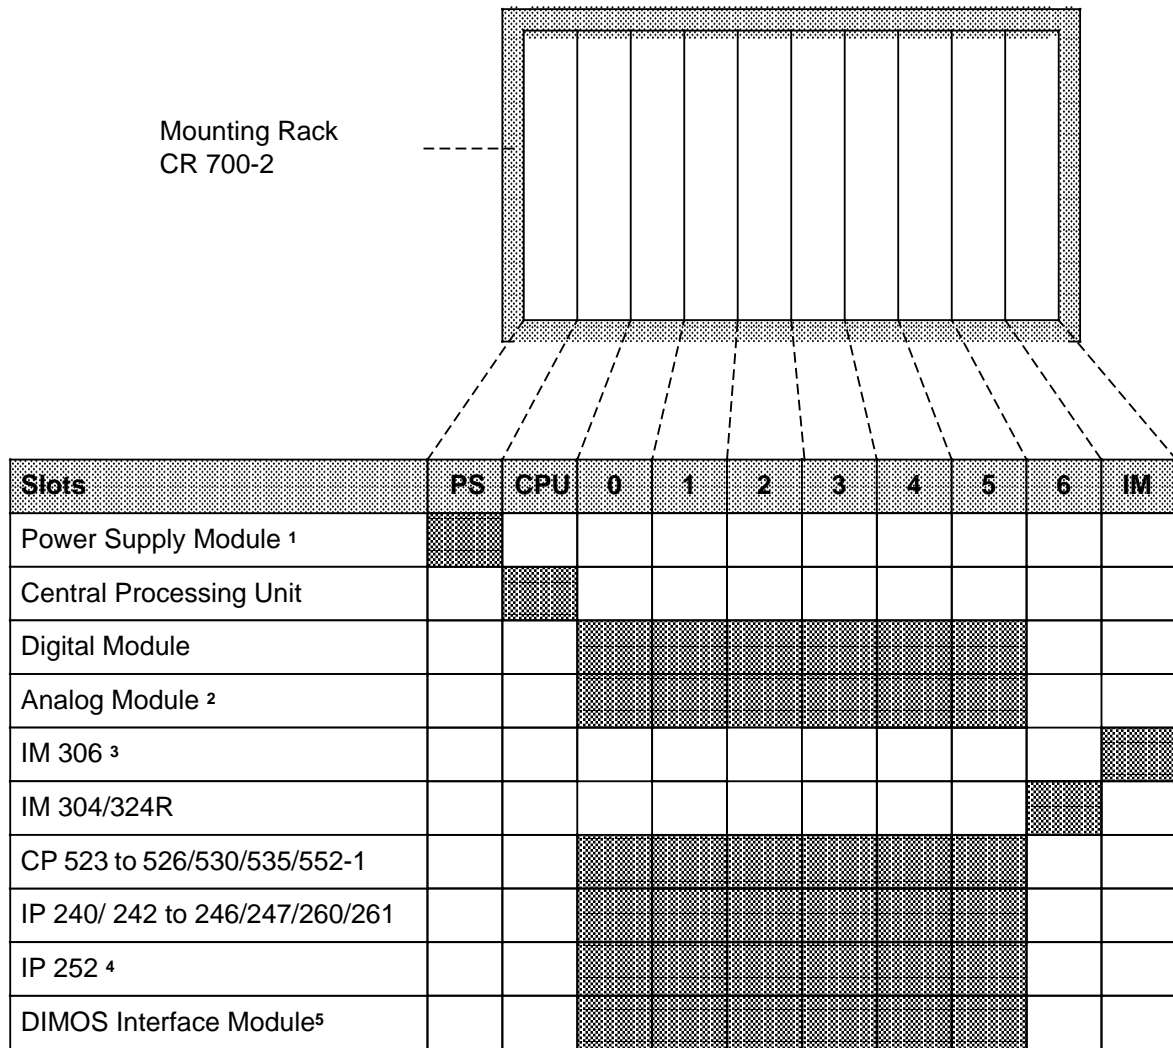 Mounting Rack
CR 700-2
Slots PS CPU 0 1 2 3 4 5 6 IM
Power Supply Module 1
Central Processing Unit
Digital Module
Analog Module 2
IM 306 3
IM 304/324R
CP 523 to 526/530/535/552-1
IP 240/ 242 to 246/247/260/261
IP 252 4
DIMOS Interface Module5